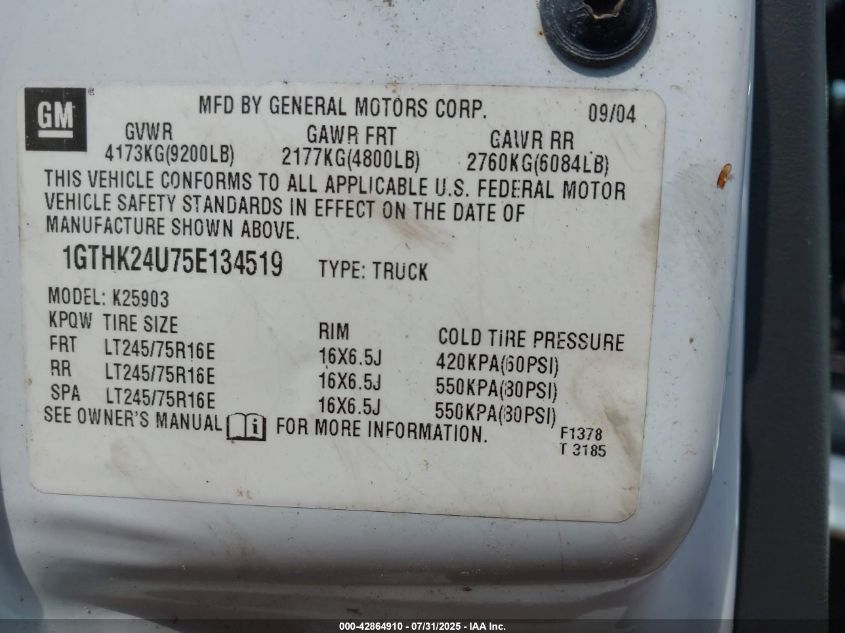 GM®
MFD BY GENERAL MOTORS CORP. 09/04
GVWR GAWR FRT GAWR RR
4173KG(9200LB) 2177KG(4800LB) 2760KG(6084LB)
THIS VEHICLE CONFORMS TO ALL APPLICABLE U.S. FEDERAL MOTOR
VEHICLE SAFETY STANDARDS IN EFFECT ON THE DATE OF
MANUFACTURE SHOWN ABOVE.
1GTHK24U75E134519 TYPE: TRUCK
MODEL: K25903
KPQW TIRE SIZE RIM COLD TIRE PRESSURE
FRT LT245/75R16E 16X6.5J 420KPA(60PSI)
RR LT245/75R16E 16X6.5J 550KPA(80PSI)
SPA LT245/75R16E 16X6.5J 550KPA(80PSI)
SEE OWNER'S MANUAL i FOR MORE INFORMATION.
F1378
T 3185
000-42864910 - 07/31/2025 - IAA Inc.